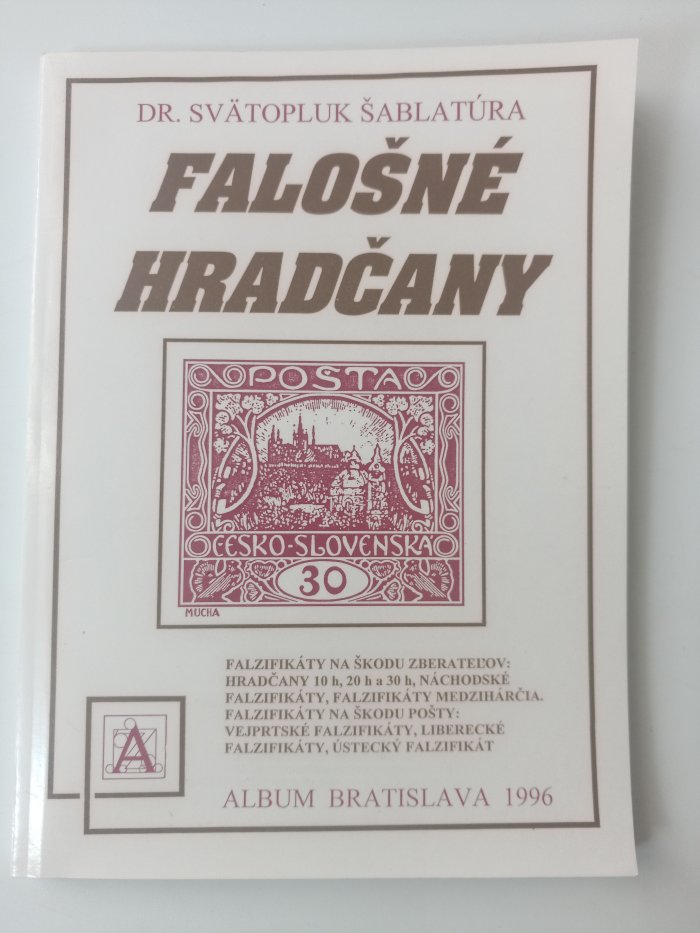 DR. SVÄTOPLUK ŠABLATÚRA
FALOŠNÉ
HRADČANY
POSTA
ČESKO-SLOVENSKÁ
30
MUCHA
FALZIFIKÁTY NA ŠKODU ZBERATEĽOV:
HRADČANY 10 h, 20 h a 30 h, NÁCHODSKÉ
FALZIFIKÁTY, FALZIFIKÁTY MEDZIHÁRČIA.
FALZIFIKÁTY NA ŠKODU POŠTY:
VEJPRTSKÉ FALZIFIKÁTY, LIBERECKÉ
FALZIFIKÁTY, ÚSTECKÝ FALZIFIKÁT
A
ALBUM BRATISLAVA 1996